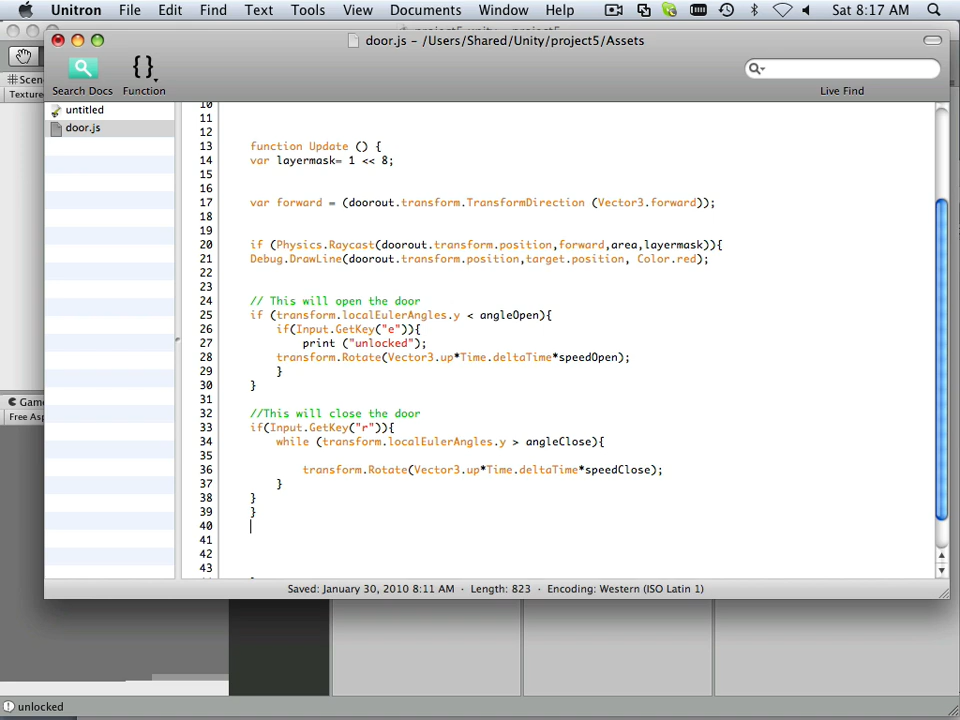 Unitron File Edit Find Text Tools View Documents Window Help Sat 8:17 AM
door.js – /Users/Shared/Unity/project5/Assets
Search Docs Function Live Find
# Scen
Texture
untitled
door.js
10
11
12
13 function Update () {
14 var layermask= 1 << 8;
15
16
17 var forward = (doorout.transform.TransformDirection (Vector3.forward));
18
19
20 if (Physics.Raycast(doorout.transform.position,forward,area,layermask)){
21 Debug.DrawLine(doorout.transform.position,target.position, Color.red);
22
23
24 // This will open the door
25 if (transform.localEulerAngles.y < angleOpen){
26 if(Input.GetKey("e")){
27 print ("unlocked");
28 transform.Rotate(Vector3.up*Time.deltaTime*speedOpen);
29 }
30 }
31
32 //This will close the door
33 if(Input.GetKey("r")){
34 while (transform.localEulerAngles.y > angleClose){
35
36 transform.Rotate(Vector3.up*Time.deltaTime*speedClose);
37 }
38 }
39 }
40
41
42
43
Gam
Free Asp
Saved: January 30, 2010 8:11 AM · Length: 823 · Encoding: Western (ISO Latin 1)
unlocked